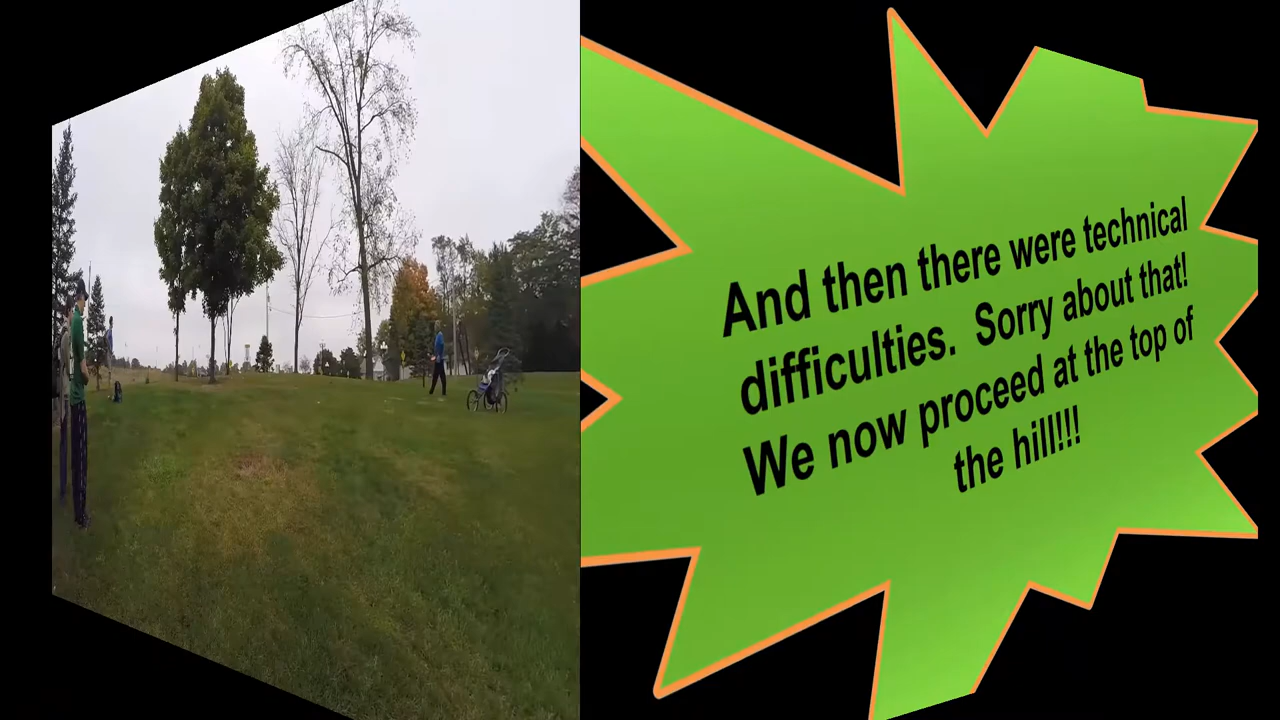 And then there were technical
difficulties.  Sorry about that!
We now proceed at the top of
the hill!!!